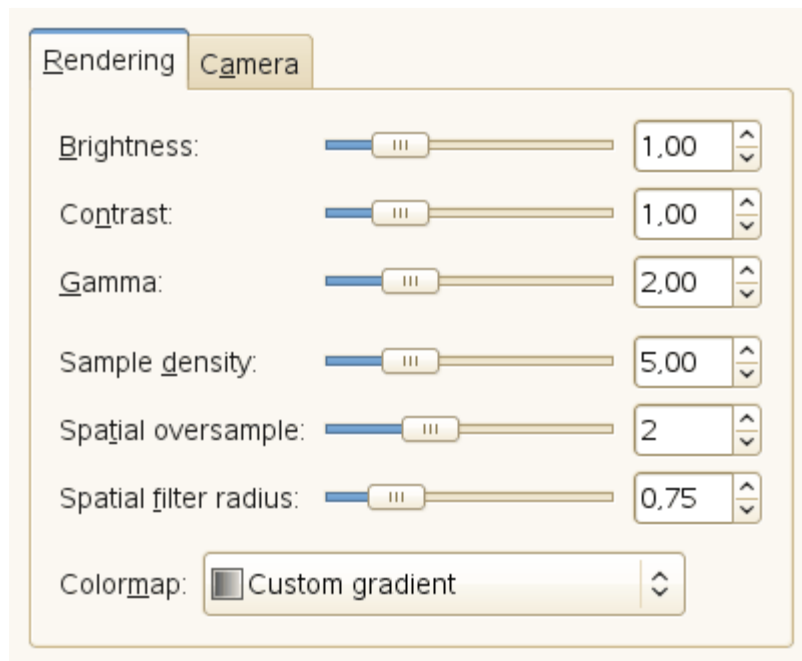 Rendering Camera
Brightness: 1,00
Contrast: 1,00
Gamma: 2,00
Sample density: 5,00
Spatial oversample: 2
Spatial filter radius: 0,75
Colormap: Custom gradient